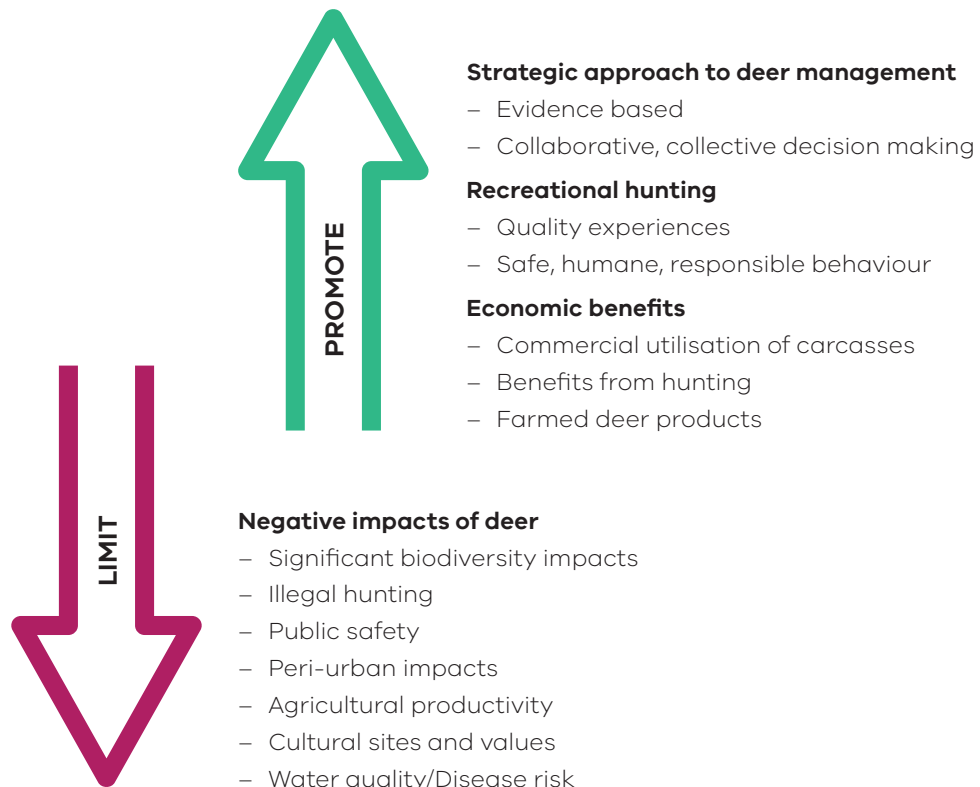 Strategic approach to deer management
– Evidence based
– Collaborative, collective decision making
Recreational hunting
– Quality experiences
– Safe, humane, responsible behaviour
Economic benefits
– Commercial utilisation of carcasses
– Benefits from hunting
– Farmed deer products
PROMOTE
LIMIT
Negative impacts of deer
– Significant biodiversity impacts
– Illegal hunting
– Public safety
– Peri-urban impacts
– Agricultural productivity
– Cultural sites and values
– Water quality/Disease risk